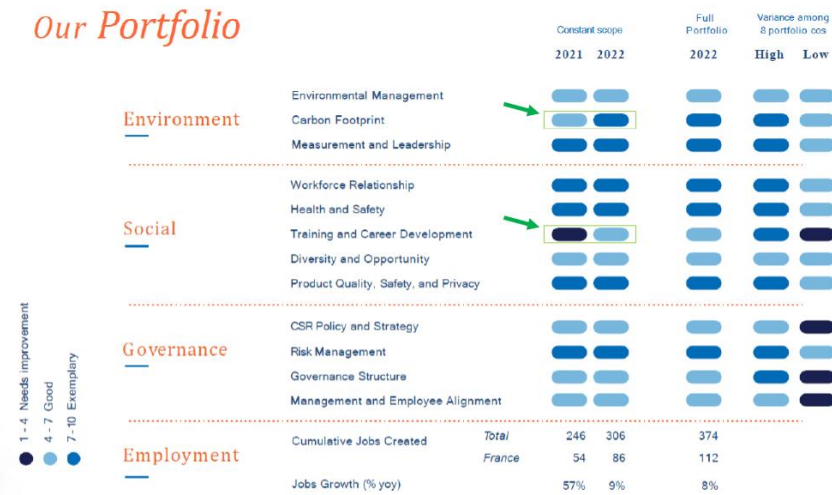 Our Portfolio
Constant scope
Full Portfolio
Variance among 8 portfolio cos
2021 2022 2022 High Low
Environment
Environmental Management
Carbon Footprint
Measurement and Leadership
Social
Workforce Relationship
Health and Safety
Training and Career Development
Diversity and Opportunity
Product Quality, Safety, and Privacy
Governance
CSR Policy and Strategy
Risk Management
Governance Structure
Management and Employee Alignment
Employment
Cumulative Jobs Created Total 246 306 374
France 54 86 112
Jobs Growth (% yoy) 57% 9% 8%
1 - 4 Needs improvement
4 - 7 Good
7-10 Exemplary